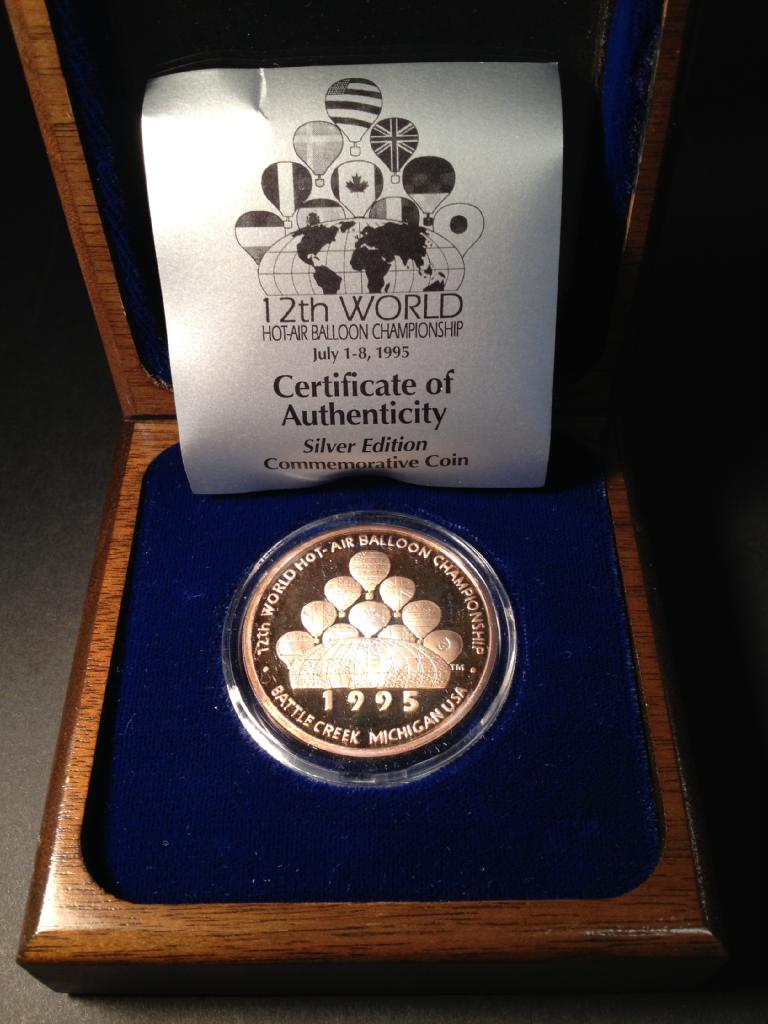 12th WORLD
HOT-AIR BALLOON CHAMPIONSHIP
July 1-8, 1995
Certificate of
Authenticity
Silver Edition
Commemorative Coin
12th WORLD HOT-AIR BALLOON CHAMPIONSHIP
TM
1995
BATTLE CREEK MICHIGAN USA